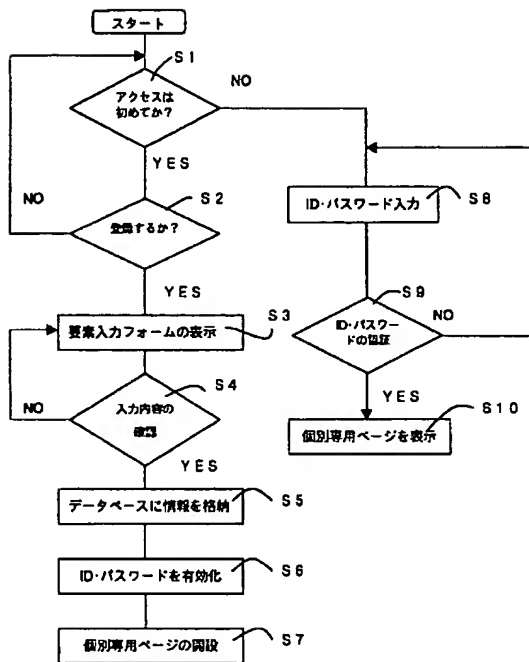 スタート
S1
アクセスは
初めてか?
NO
YES
S2
NO
登録するか?
YES
要素入力フォームの表示
S3
S4
NO
入力内容の
確認
YES
データベースに情報を格納
S5
ID・パスワードを有効化
S6
個別専用ページの開設
S7
ID・パスワード入力
S8
S9
ID・パスワー
ドの認証
NO
YES
S10
個別専用ページを表示